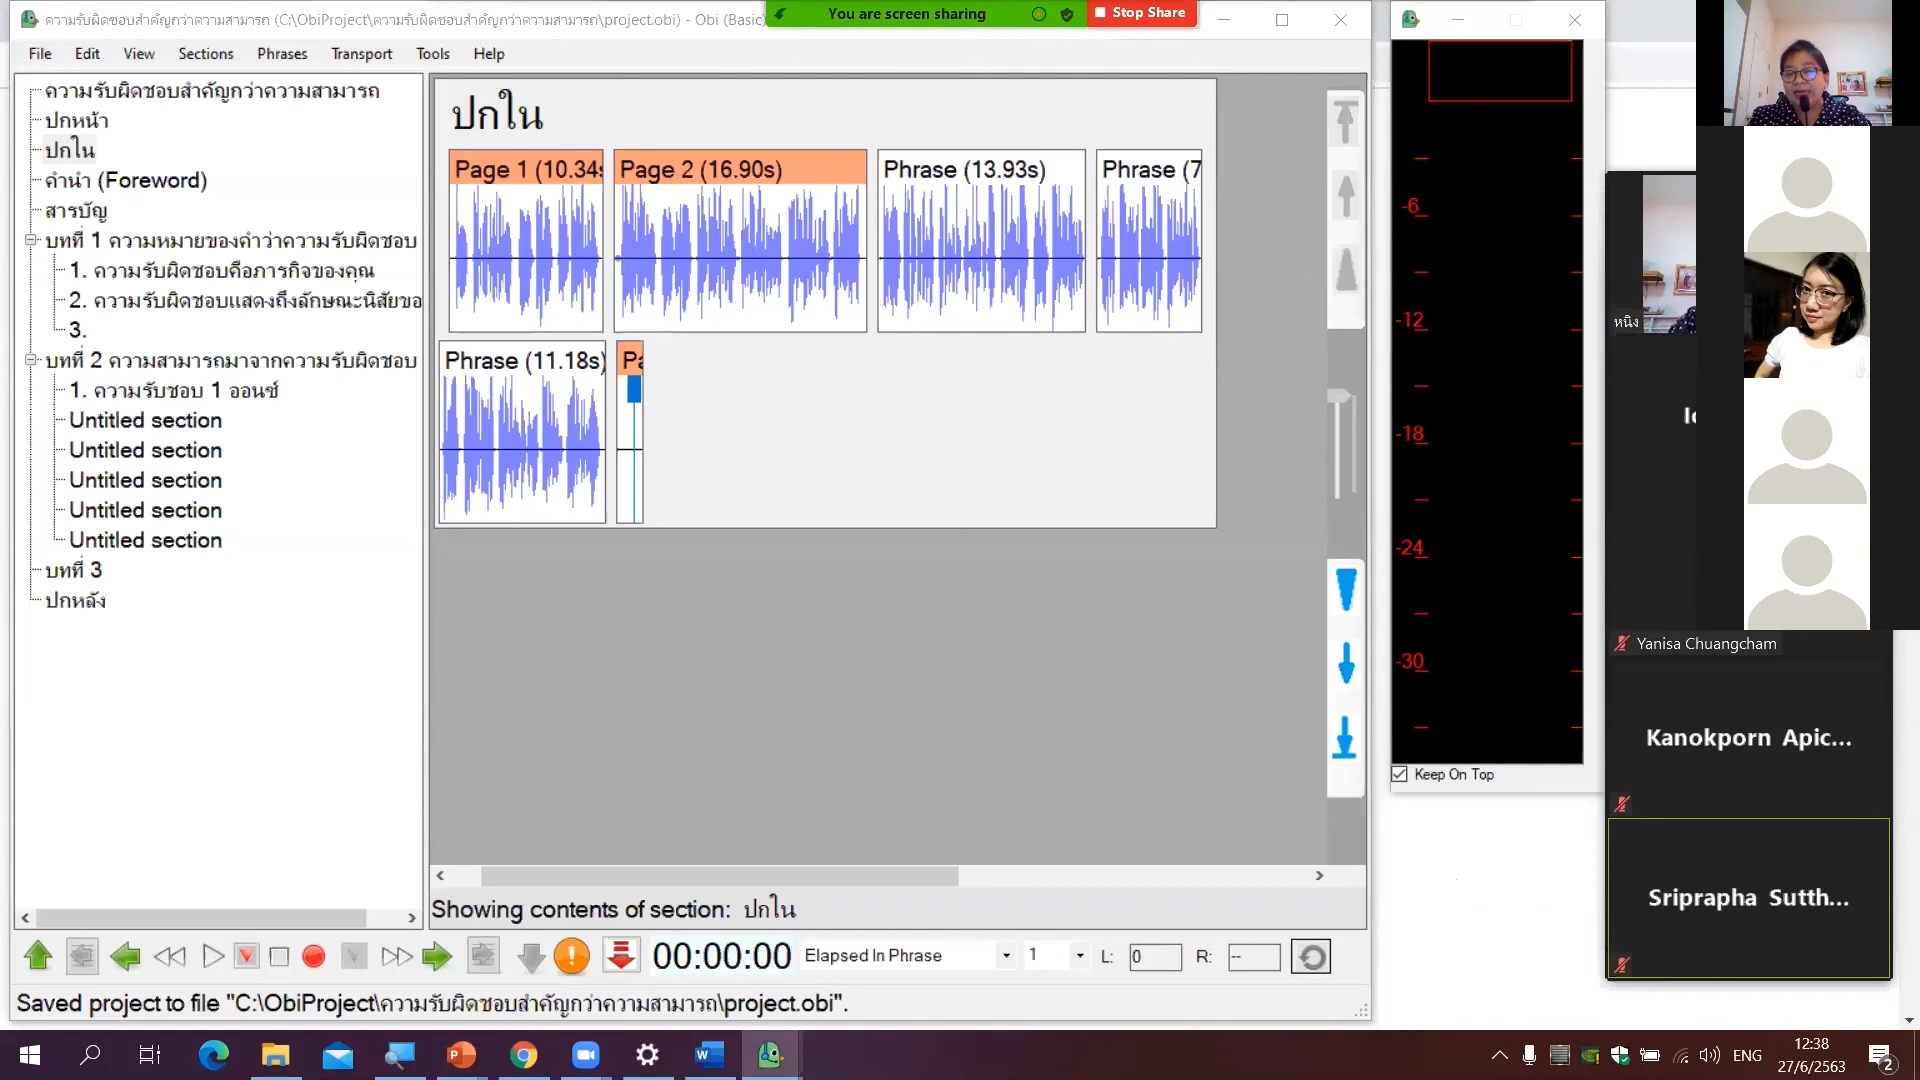 ความรับผิดชอบสำคัญกว่าความสามารถ (C:\ObiProject\ความรับผิดชอบสำคัญกว่าความสามารถ\project.obi) - Obi (Basic)
You are screen sharing
Stop Share
File Edit View Sections Phrases Transport Tools Help
ความรับผิดชอบสำคัญกว่าความสามารถ
ปกหน้า
ปกใน
คำนำ (Foreword)
สารบัญ
บทที่ 1 ความหมายของคำว่าความรับผิดชอบ
1. ความรับผิดชอบคือภารกิจของคุณ
2. ความรับผิดชอบแสดงถึงลักษณะนิสัยขอ
3.
บทที่ 2 ความสามารถมาจากความรับผิดชอบ
1. ความรับชอบ 1 ออนซ์
Untitled section
Untitled section
Untitled section
Untitled section
Untitled section
บทที่ 3
ปกหลัง
ปกใน
Page 1 (10.34s
Page 2 (16.90s)
Phrase (13.93s)
Phrase (7
Phrase (11.18s)
Pa
Showing contents of section: ปกใน
00:00:00 Elapsed In Phrase 1 L: 0 R: --
Saved project to file "C:\ObiProject\ความรับผิดชอบสำคัญกว่าความสามารถ\project.obi".
-6
-12
-18
-24
-30
Keep On Top
หนิง
Yanisa Chuangcham
Kanokporn Apic...
Sriprapha Sutth...
ENG
12:38
27/6/2563
2